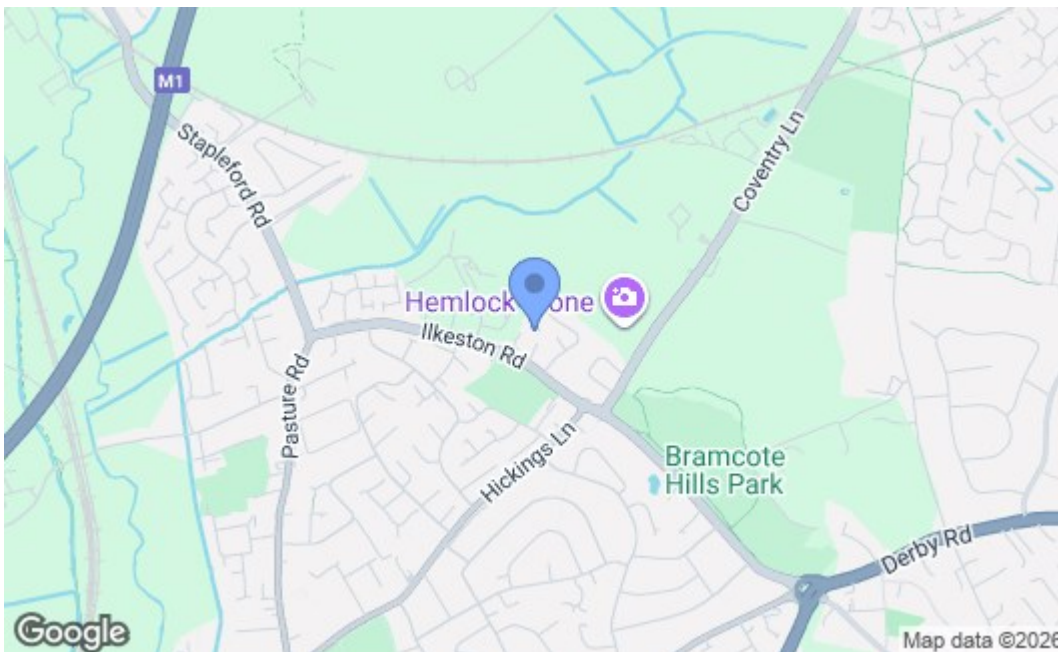 M1
Stapleford Rd
Coventry Ln
Hemlock
one
Ilkeston Rd
Pasture Rd
Hickings Ln
Bramcote
Hills Park
Derby Rd
Google
Map data ©2026